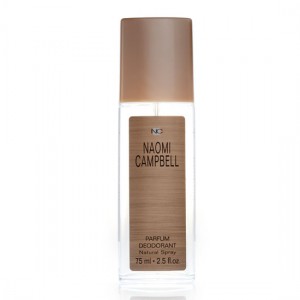 NC
NAOMI
CAMPBELL
PARFUM
DEODORANT
Natural Spray
75 ml · 2.5 fl.oz